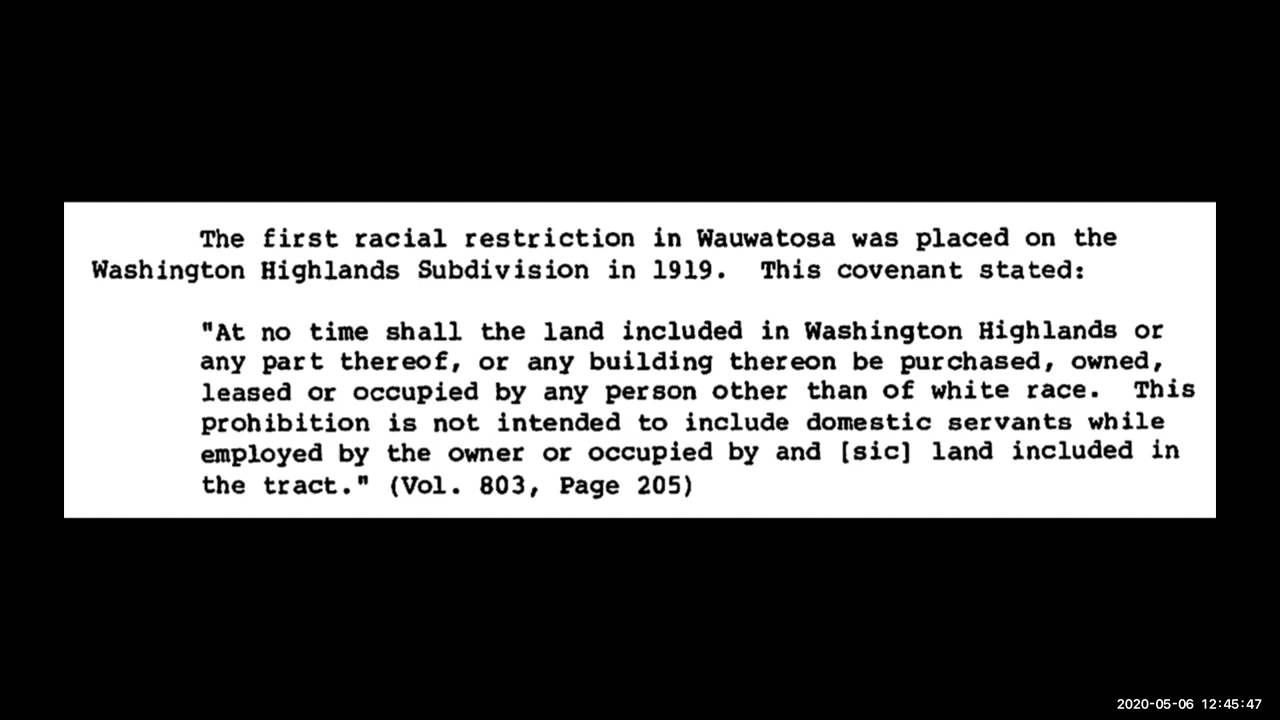 The first racial restriction in Wauwatosa was placed on the
Washington Highlands Subdivision in 1919. This covenant stated:
"At no time shall the land included in Washington Highlands or
any part thereof, or any building thereon be purchased, owned,
leased or occupied by any person other than of white race. This
prohibition is not intended to include domestic servants while
employed by the owner or occupied by and [sic] land included in
the tract." (Vol. 803, Page 205)
2020-05-06 12:45:47